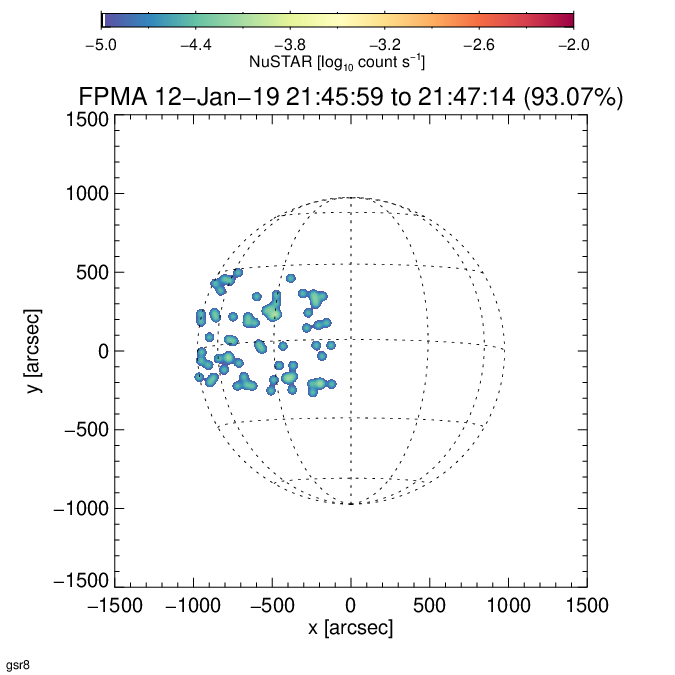 −5.0 −4.4 −3.8 −3.2 −2.6 −2.0
NuSTAR [log₁₀ count s⁻¹]
FPMA 12−Jan−19 21:45:59 to 21:47:14 (93.07%)
1500
1000
500
0
−500
−1000
−1500
y [arcsec]
−1500 −1000 −500 0 500 1000 1500
x [arcsec]
gsr8